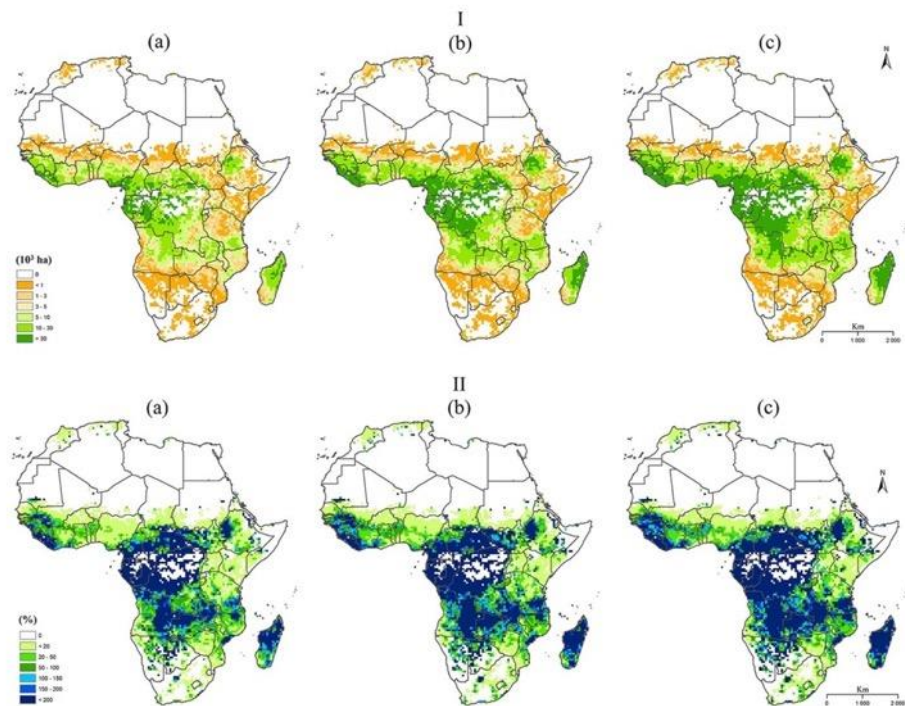 I
(a)
(b)
(c)
N
(10³ ha)
0
< 1
1 - 3
3 - 5
5 - 10
10 - 30
> 30
Km
0 1 000 2 000
II
(a)
(b)
(c)
N
(%)
0
< 20
20 - 50
50 - 100
100 - 150
150 - 200
> 200
Km
0 1 000 2 000